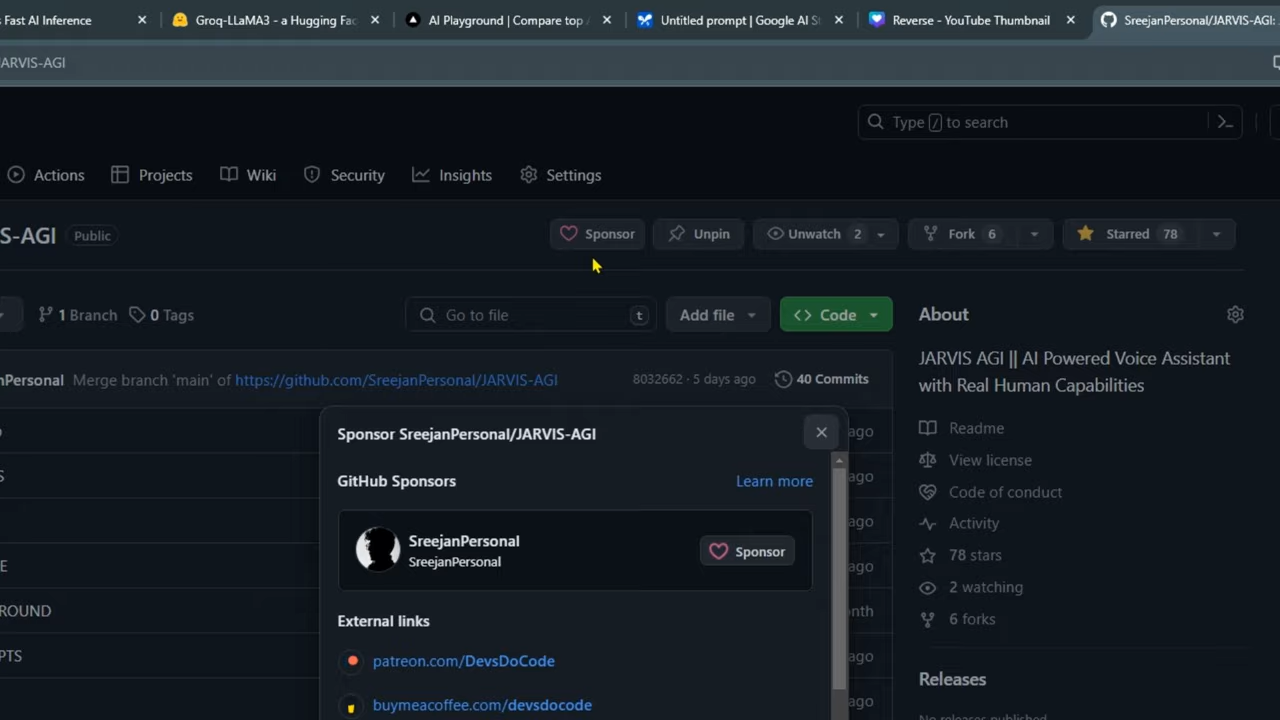 s Fast AI Inference
Groq-LLaMA3 - a Hugging Fac
AI Playground | Compare top
Untitled prompt | Google AI St
Reverse - YouTube Thumbnail
SreejanPersonal/JARVIS-AGI:
ARVIS-AGI
Type / to search
Actions
Projects
Wiki
Security
Insights
Settings
S-AGI
Public
Sponsor
Unpin
Unwatch 2
Fork 6
Starred 78
1 Branch
0 Tags
Go to file
t
Add file
<> Code
About
JARVIS AGI || AI Powered Voice Assistant
with Real Human Capabilities
nPersonal Merge branch 'main' of https://github.com/SreejanPersonal/JARVIS-AGI
8032662 · 5 days ago
40 Commits
Sponsor SreejanPersonal/JARVIS-AGI
ago
Readme
View license
Code of conduct
Activity
78 stars
2 watching
6 forks
S
ago
GitHub Sponsors
Learn more
SreejanPersonal
SreejanPersonal
Sponsor
ago
E
ago
ROUND
nth
External links
PTS
ago
patreon.com/DevsDoCode
Releases
buymeacoffee.com/devsdocode
ago